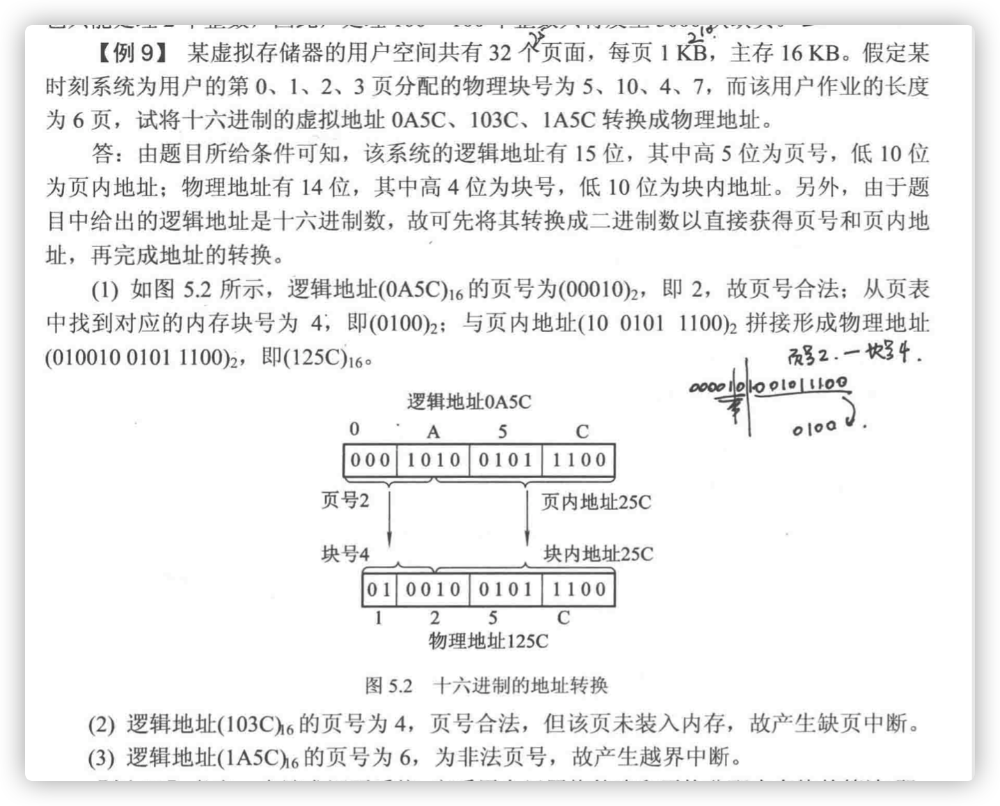 【例9】 某虚拟存储器的用户空间共有 32 个页面，每页 1 KB，主存 16 KB。假定某
时刻系统为用户的第 0、1、2、3 页分配的物理块号为 5、10、4、7，而该用户作业的长度
为 6 页，试将十六进制的虚拟地址 0A5C、103C、1A5C 转换成物理地址。
答：由题目所给条件可知，该系统的逻辑地址有 15 位，其中高 5 位为页号，低 10 位
为页内地址；物理地址有 14 位，其中高 4 位为块号，低 10 位为块内地址。另外，由于题
目中给出的逻辑地址是十六进制数，故可先将其转换成二进制数以直接获得页号和页内地
址，再完成地址的转换。
(1) 如图 5.2 所示，逻辑地址(0A5C)16 的页号为(00010)2，即 2，故页号合法；从页表
中找到对应的内存块号为 4，即(0100)2；与页内地址(10 0101 1100)2 拼接形成物理地址
(010010 0101 1100)2，即(125C)16。
页号2.一块号4.
0000101001011100
0100
逻辑地址0A5C
0 A 5 C
000 1010 0101 1100
页号2 页内地址25C
块号4 块内地址25C
01 0010 0101 1100
1 2 5 C
物理地址125C
图 5.2 十六进制的地址转换
(2) 逻辑地址(103C)16 的页号为 4，页号合法，但该页未装入内存，故产生缺页中断。
(3) 逻辑地址(1A5C)16 的页号为 6，为非法页号，故产生越界中断。